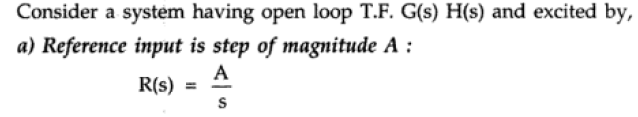 Consider a system having open loop T.F. G(s) H(s) and excited by,
a) Reference input is step of magnitude A :
R(s) = A/s